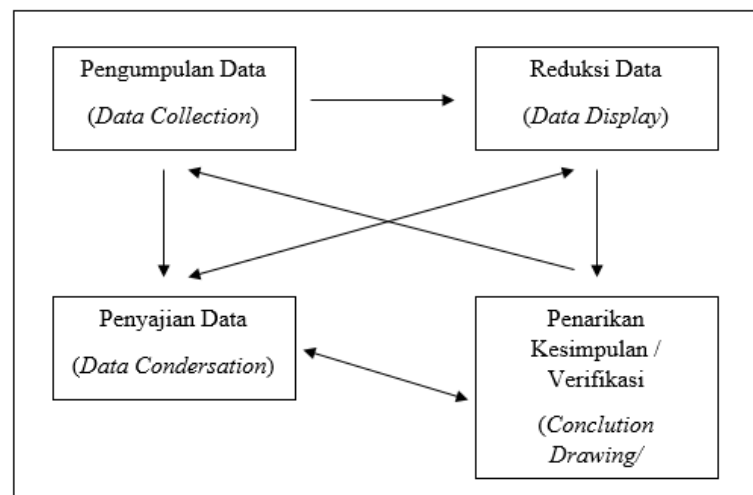 Pengumpulan Data
(Data Collection)
Reduksi Data
(Data Display)
Penyajian Data
(Data Condersation)
Penarikan
Kesimpulan /
Verifikasi
(Conclution
Drawing/